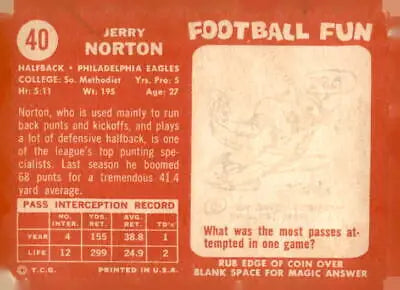 40
JERRY
NORTON
HALFBACK • PHILADELPHIA EAGLES
COLLEGE: So. Methodist Yrs. Pro: 5
Ht: 5:11 Wt: 195 Age: 27
Norton, who is used mainly to run
back punts and kickoffs, and plays
a lot of defensive halfback, is one
of the league's top punting spe-
cialists. Last season he boomed
68 punts for a tremendous 41.4
yard average.
PASS INTERCEPTION RECORD
NO. INTER. YDS. RET. AV. RET. TD's
YEAR 4 155 38.8 1
LIFE 12 299 24.9 2
© T.C.G. PRINTED IN U.S.A.
FOOTBALL FUN
What was the most passes at-
tempted in one game?
RUB EDGE OF COIN OVER
BLANK SPACE FOR MAGIC ANSWER